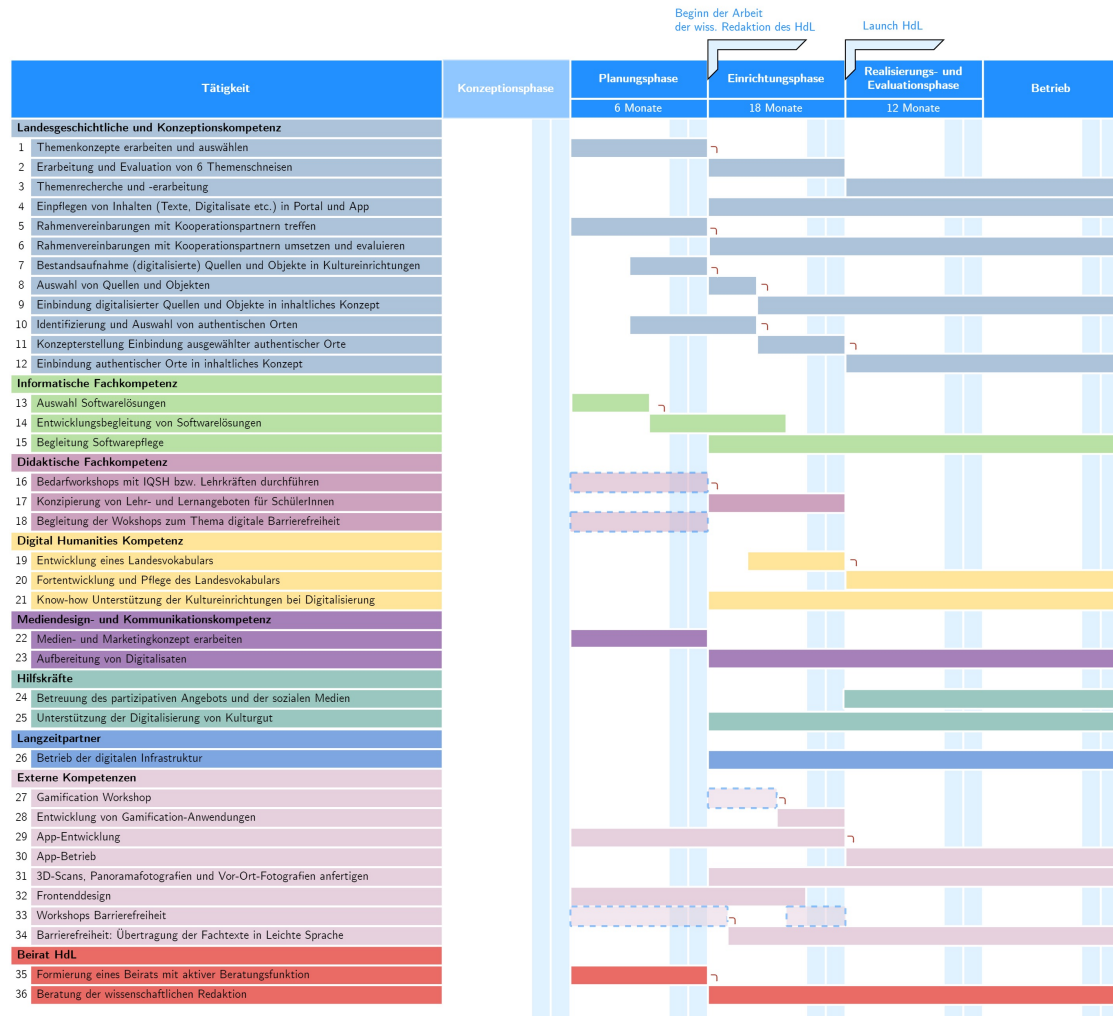 Beginn der Arbeit
der wiss. Redaktion des HdL
Launch HdL
Tätigkeit
Konzeptionsphase
Planungsphase
Einrichtungsphase
Realisierungs- und
Evaluationsphase
Betrieb
6 Monate
18 Monate
12 Monate
Landesgeschichtliche und Konzeptionskompetenz
1 Themenkonzepte erarbeiten und auswählen
2 Erarbeitung und Evaluation von 6 Themenschneisen
3 Themenrecherche und -erarbeitung
4 Einpflegen von Inhalten (Texte, Digitalisate etc.) in Portal und App
5 Rahmenvereinbarungen mit Kooperationspartnern treffen
6 Rahmenvereinbarungen mit Kooperationspartnern umsetzen und evaluieren
7 Bestandsaufnahme (digitalisierte) Quellen und Objekte in Kultureinrichtungen
8 Auswahl von Quellen und Objekten
9 Einbindung digitalisierter Quellen und Objekte in inhaltliches Konzept
10 Identifizierung und Auswahl von authentischen Orten
11 Konzepterstellung Einbindung ausgewählter authentischer Orte
12 Einbindung authentischer Orte in inhaltliches Konzept
Informatische Fachkompetenz
13 Auswahl Softwarelösungen
14 Entwicklungsbegleitung von Softwarelösungen
15 Begleitung Softwarepflege
Didaktische Fachkompetenz
16 Bedarfworkshops mit IQSH bzw. Lehrkräften durchführen
17 Konzipierung von Lehr- und Lernangeboten für SchülerInnen
18 Begleitung der Wokshops zum Thema digitale Barrierefreiheit
Digital Humanities Kompetenz
19 Entwicklung eines Landesvokabulars
20 Fortentwicklung und Pflege des Landesvokabulars
21 Know-how Unterstützung der Kultureinrichtungen bei Digitalisierung
Mediendesign- und Kommunikationskompetenz
22 Medien- und Marketingkonzept erarbeiten
23 Aufbereitung von Digitalisaten
Hilfskräfte
24 Betreuung des partizipativen Angebots und der sozialen Medien
25 Unterstützung der Digitalisierung von Kulturgut
Langzeitpartner
26 Betrieb der digitalen Infrastruktur
Externe Kompetenzen
27 Gamification Workshop
28 Entwicklung von Gamification-Anwendungen
29 App-Entwicklung
30 App-Betrieb
31 3D-Scans, Panoramafotografien und Vor-Ort-Fotografien anfertigen
32 Frontenddesign
33 Workshops Barrierefreiheit
34 Barrierefreiheit: Übertragung der Fachtexte in Leichte Sprache
Beirat HdL
35 Formierung eines Beirats mit aktiver Beratungsfunktion
36 Beratung der wissenschaftlichen Redaktion